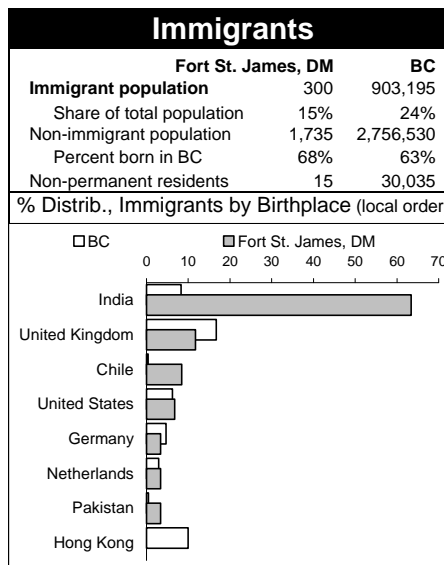 Immigrants
Fort St. James, DM BC
Immigrant population 300 903,195
Share of total population 15% 24%
Non-immigrant population 1,735 2,756,530
Percent born in BC 68% 63%
Non-permanent residents 15 30,035
% Distrib., Immigrants by Birthplace (local order
BC Fort St. James, DM
0 10 20 30 40 50 60 70
India
United Kingdom
Chile
United States
Germany
Netherlands
Pakistan
Hong Kong